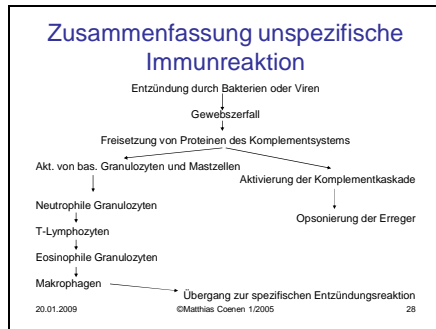 Zusammenfassung unspezifische
Immunreaktion
Entzündung durch Bakterien oder Viren
Gewebszerfall
Freisetzung von Proteinen des Komplementsystems
Akt. von bas. Granulozyten und Mastzellen
Aktivierung der Komplementkaskade
Neutrophile Granulozyten
Opsonierung der Erreger
T-Lymphozyten
Eosinophile Granulozyten
Makrophagen
Übergang zur spezifischen Entzündungsreaktion
20.01.2009 ©Matthias Coenen 1/2005 28